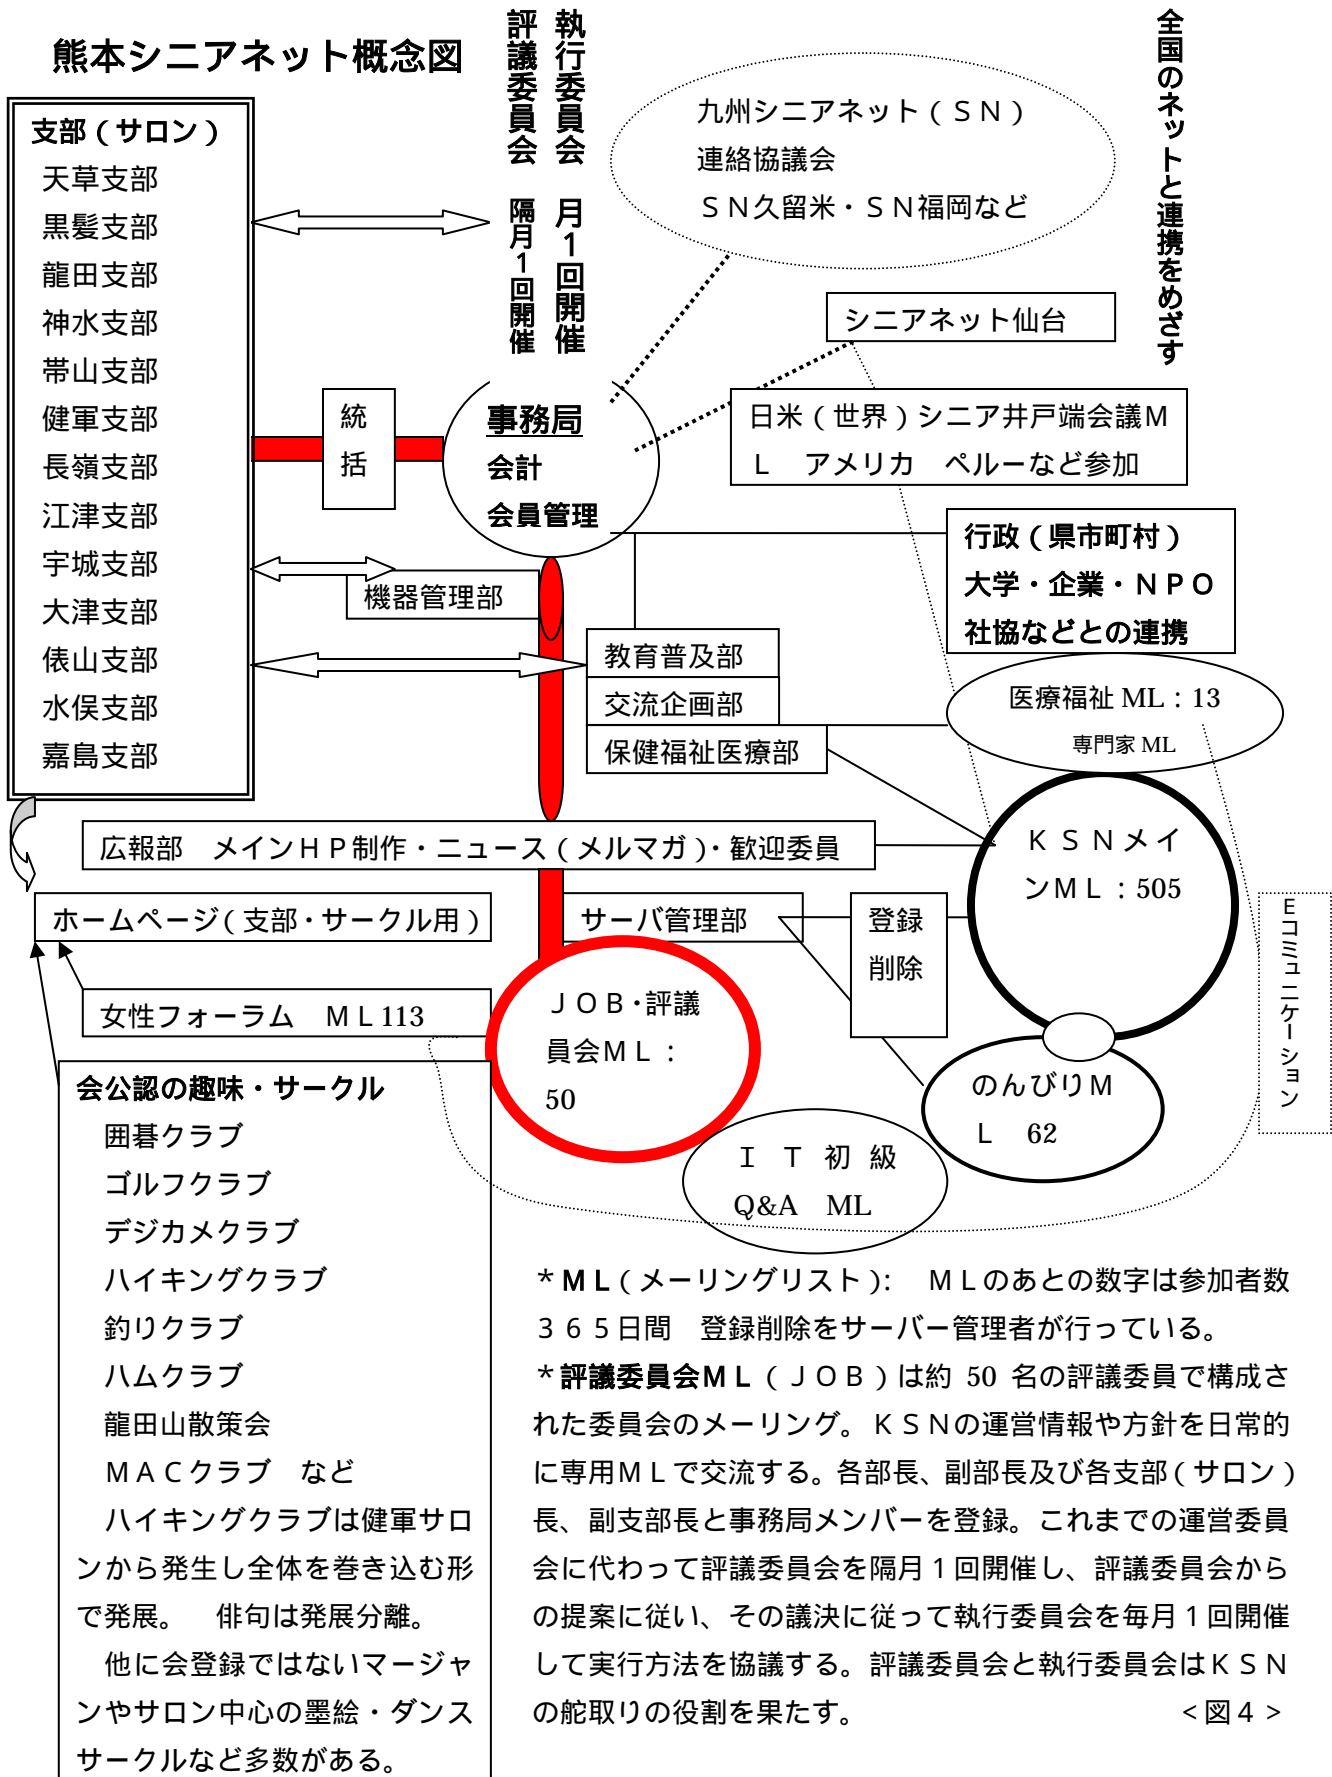 熊本シニアネット概念図
評議委員会 隔月1回開催
執行委員会 月1回開催
全国のネットと連携をめざす
支部(サロン)
天草支部
黒髪支部
龍田支部
神水支部
帯山支部
健軍支部
長嶺支部
江津支部
宇城支部
大津支部
俵山支部
水俣支部
嘉島支部
九州シニアネット(SN)
連絡協議会
SN久留米・SN福岡など
シニアネット仙台
日米(世界)シニア井戸端会議M
L アメリカ ペルーなど参加
統
括
事務局
会計
会員管理
行政(県市町村)
大学・企業・NPO
社協などとの連携
機器管理部
教育普及部
交流企画部
保健福祉医療部
医療福祉 ML:13
専門家 ML
広報部 メインHP制作・ニュース(メルマガ)・歓迎委員
KSNメイ
ンML:505
ホームページ(支部・サークル用)
サーバ管理部
登録
削除
Eコミュニケーション
女性フォーラム ML113
JOB・評議
員会ML:
50
のんびりM
L 62
IT初級
Q&A ML
会公認の趣味・サークル
囲碁クラブ
ゴルフクラブ
デジカメクラブ
ハイキングクラブ
釣りクラブ
ハムクラブ
龍田山散策会
MACクラブ など
ハイキングクラブは健軍サロ
ンから発生し全体を巻き込む形
で発展。 俳句は発展分離。
他に会登録ではないマージャ
ンやサロン中心の墨絵・ダンス
サークルなど多数がある。
*ML(メーリングリスト): MLのあとの数字は参加者数
365日間 登録削除をサーバー管理者が行っている。
*評議委員会ML(JOB)は約 50 名の評議委員で構成さ
れた委員会のメーリング。KSNの運営情報や方針を日常的
に専用MLで交流する。各部長、副部長及び各支部(サロン)
長、副支部長と事務局メンバーを登録。これまでの運営委員
会に代わって評議委員会を隔月1回開催し、評議委員会から
の提案に従い、その議決に従って執行委員会を毎月1回開催
して実行方法を協議する。評議委員会と執行委員会はKSN
の舵取りの役割を果たす。 <図4>